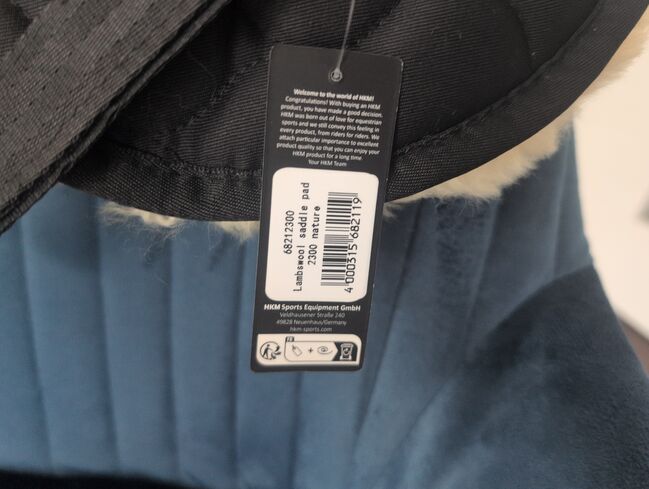 Welcome to the world of HKM!
Congratulations! With buying an HKM
product, you have made a good decision.
HKM was born out of love for equestrian
sports and we still convey this feeling in
every product, from riders for riders. We
attach particular importance to excellent
product quality so that you can enjoy your
HKM product for a long time.
Your HKM Team
68212300
Lambswool saddle pad
2300 nature
4 000315 682119
HKM Sports Equipment GmbH
Veldhausener Straße 240
49828 Neuenhaus/Germany
hkm-sports.com
FR
+